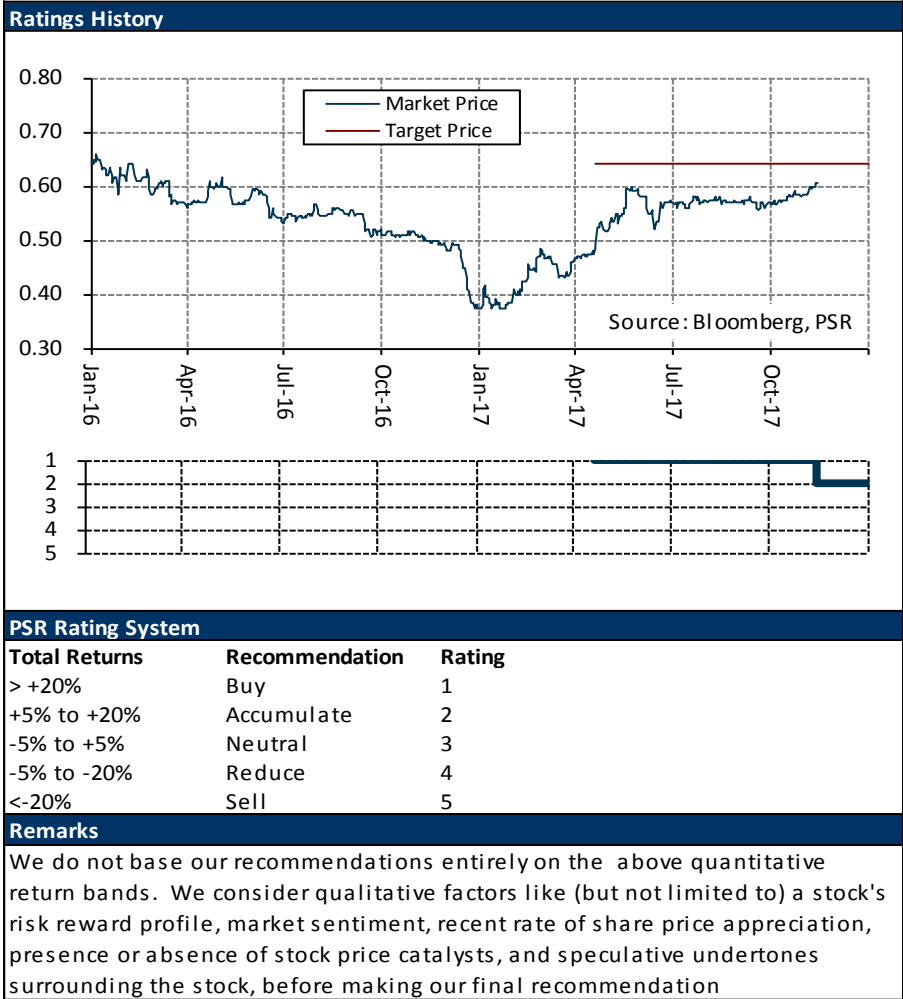 Ratings History
0.80
0.70
0.60
0.50
0.40
0.30
Market Price
Target Price
Source: Bloomberg, PSR
Jan-16
Apr-16
Jul-16
Oct-16
Jan-17
Apr-17
Jul-17
Oct-17
1
2
3
4
5
PSR Rating System
Total Returns Recommendation Rating
> +20% Buy 1
+5% to +20% Accumulate 2
-5% to +5% Neutral 3
-5% to -20% Reduce 4
<-20% Sell 5
Remarks
We do not base our recommendations entirely on the above quantitative
return bands. We consider qualitative factors like (but not limited to) a stock's
risk reward profile, market sentiment, recent rate of share price appreciation,
presence or absence of stock price catalysts, and speculative undertones
surrounding the stock, before making our final recommendation